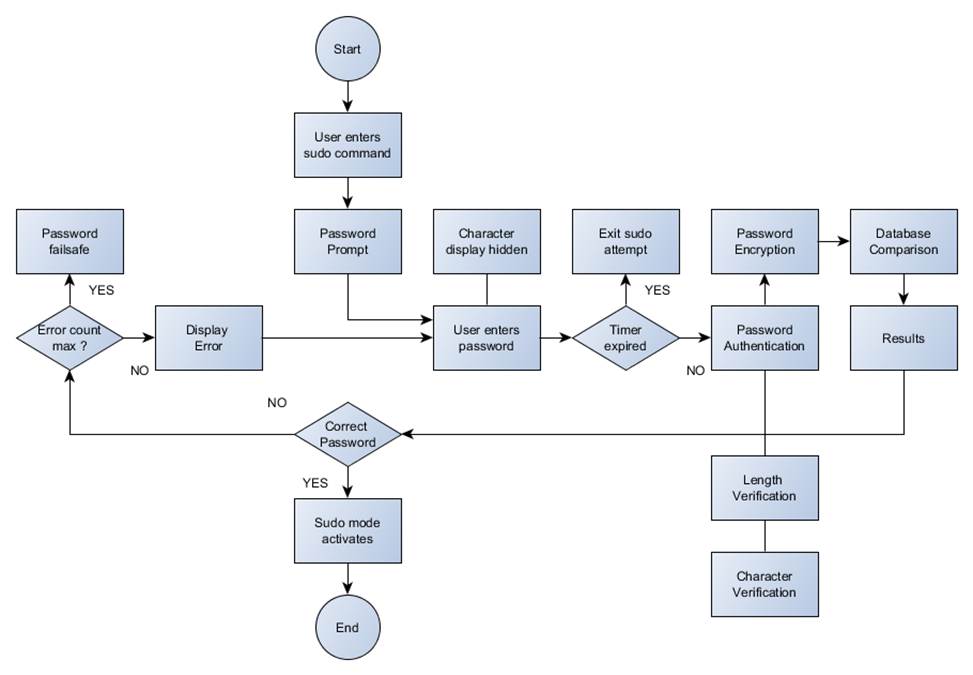 Start
User enters
sudo command
Password
failsafe
Password
Prompt
Character
display hidden
Exit sudo
attempt
Password
Encryption
Database
Comparison
YES
YES
Error count
max ?
Display
Error
User enters
password
Timer
expired
Password
Authentication
Results
NO
NO
NO
Correct
Password
YES
Length
Verification
Sudo mode
activates
Character
Verification
End